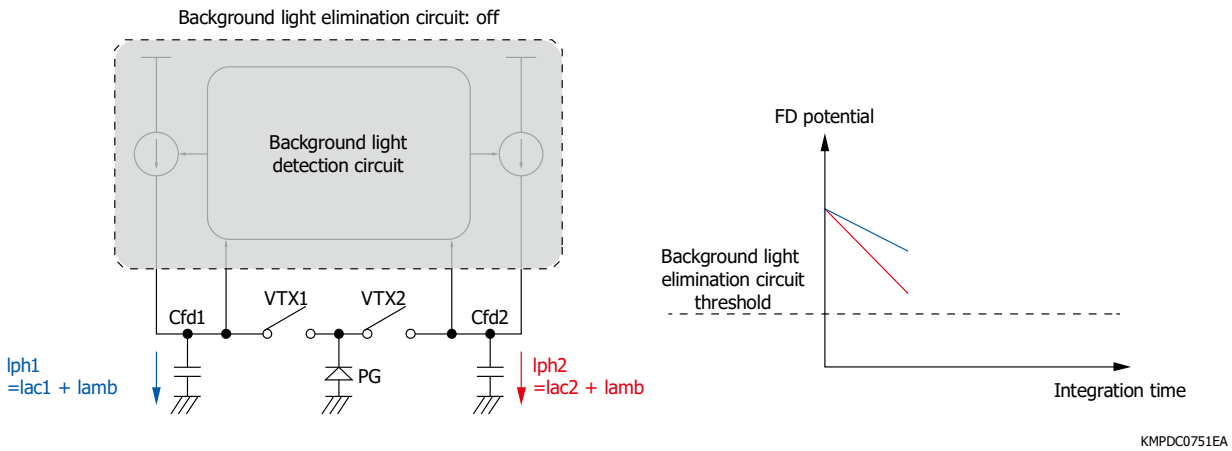 Background light elimination circuit: off
Background light
detection circuit
VTX1
VTX2
Cfd1
Cfd2
PG
Iph1
=Iac1 + Iamb
Iph2
=Iac2 + Iamb
FD potential
Background light
elimination circuit
threshold
Integration time
KMPDC0751EA